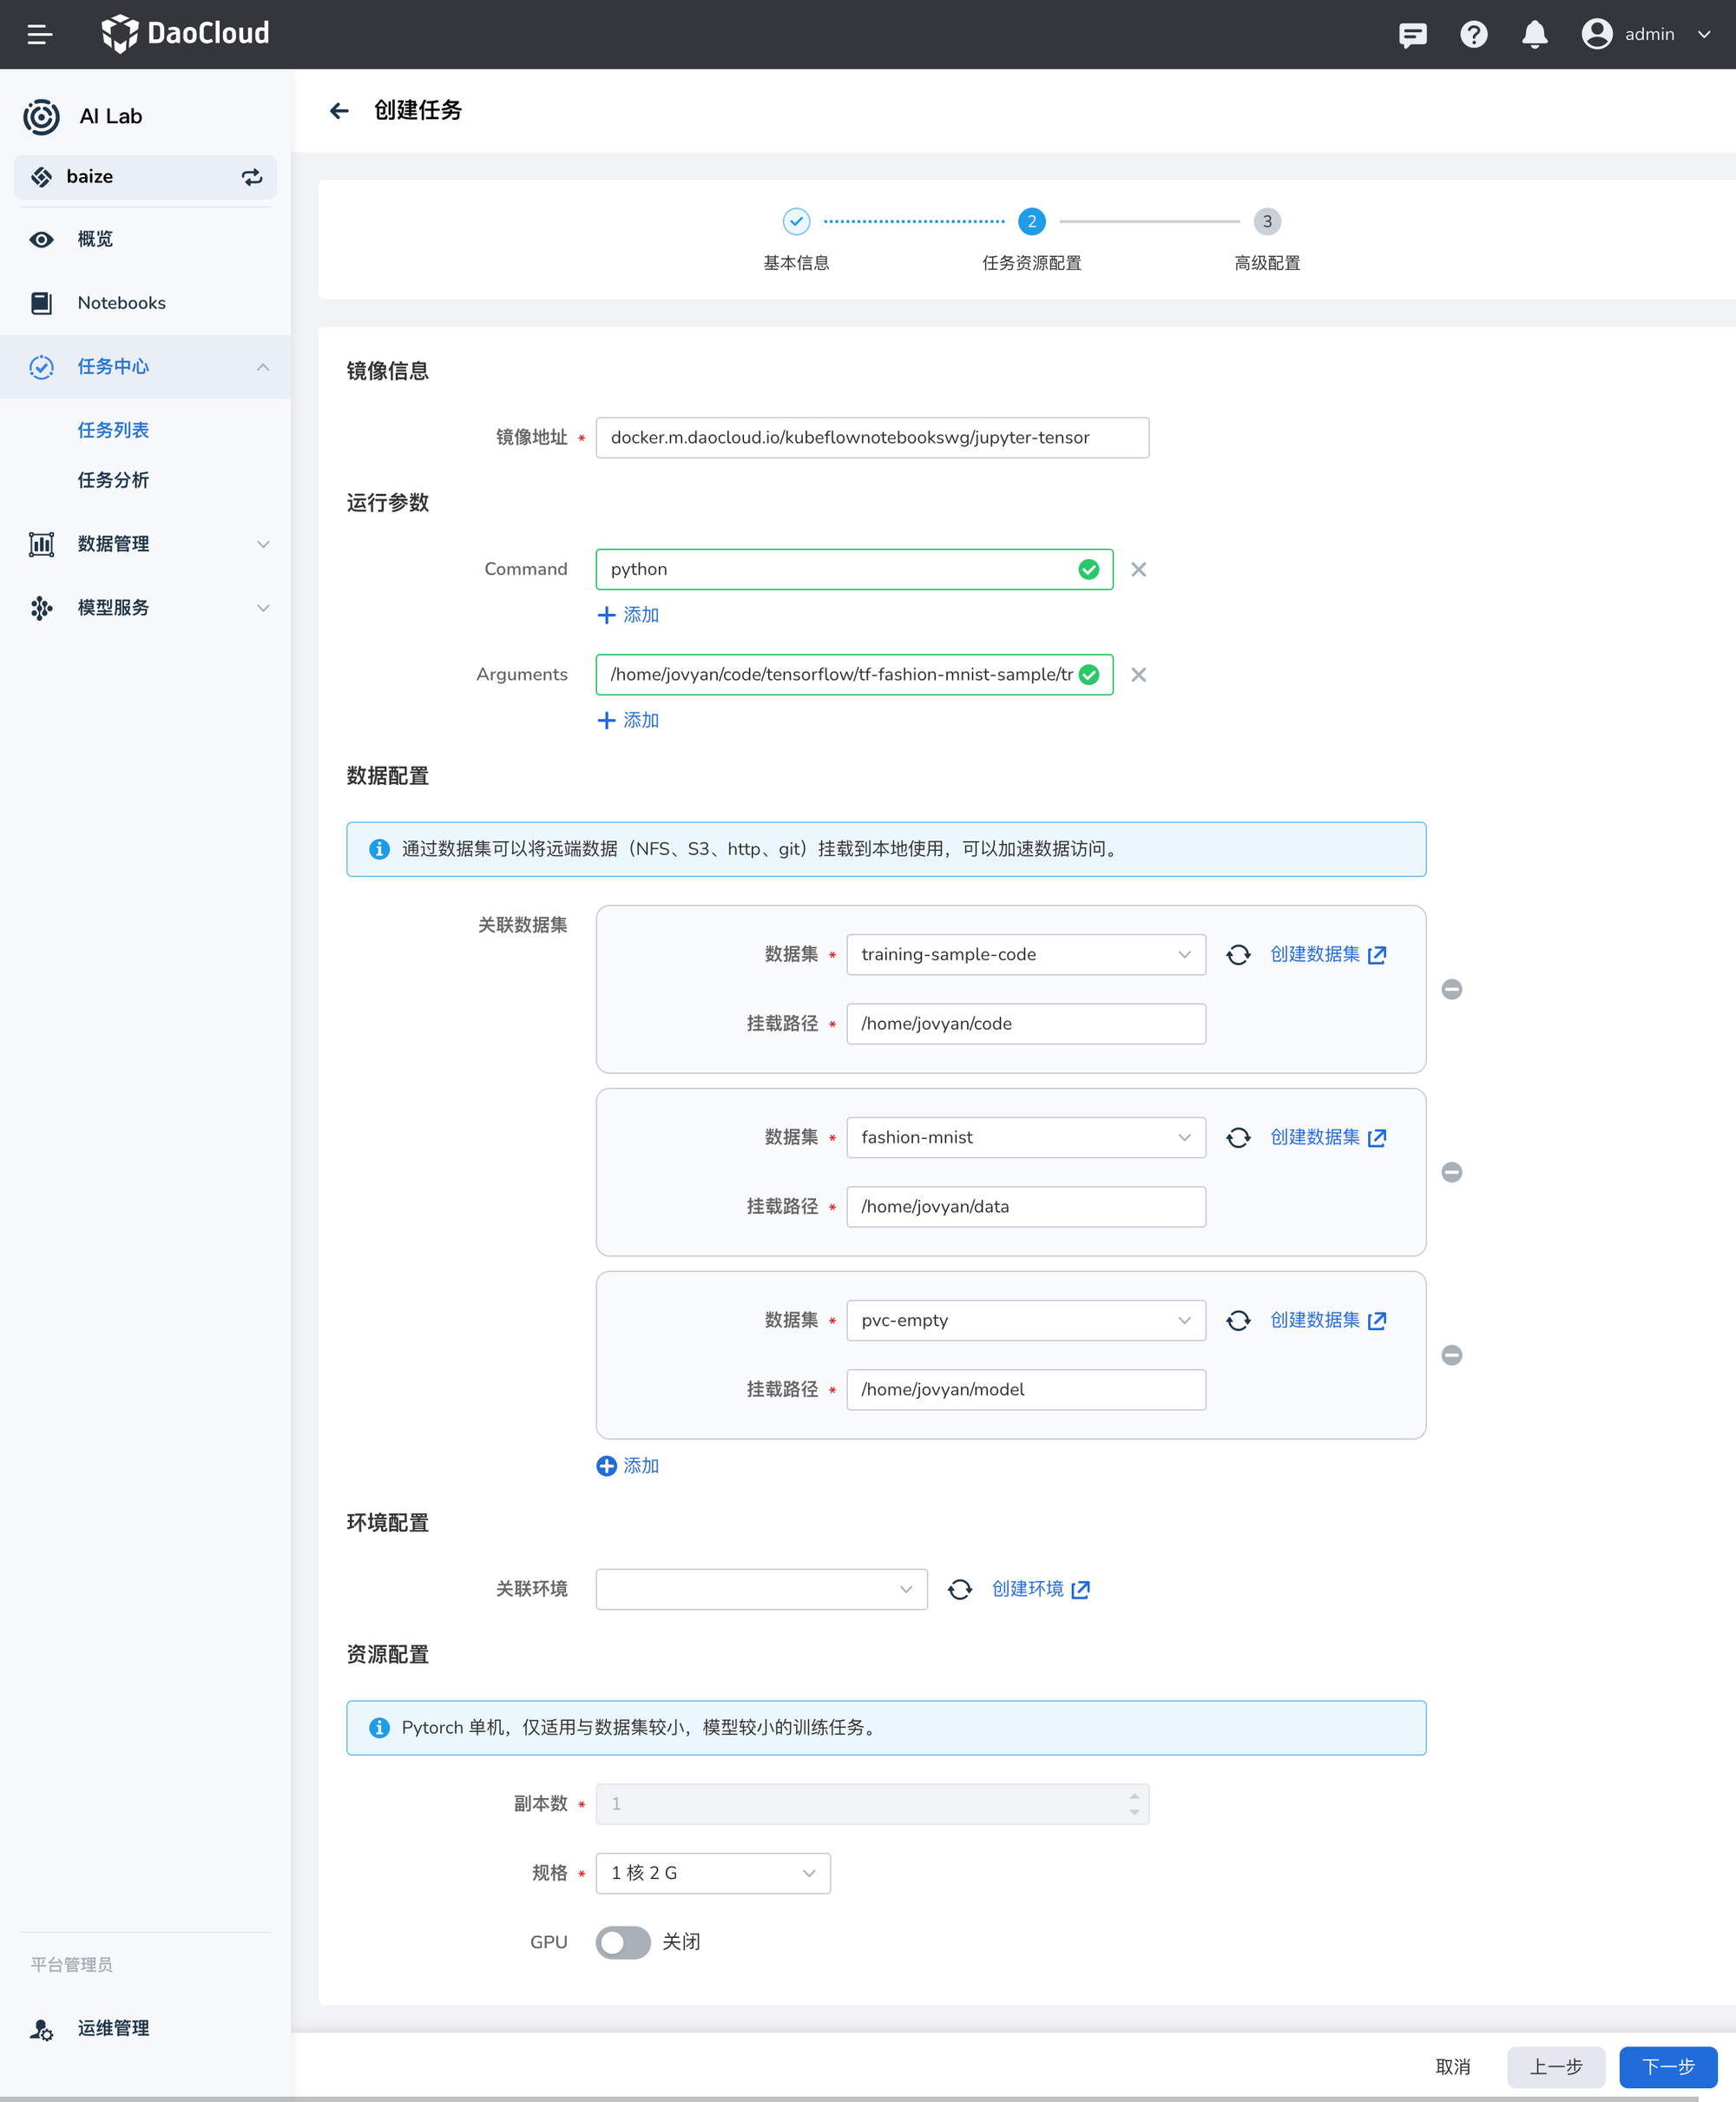 DaoCloud
admin
AI Lab
baize
概览
Notebooks
任务中心
任务列表
任务分析
数据管理
模型服务
平台管理员
运维管理
创建任务
2
3
基本信息
任务资源配置
高级配置
镜像信息
镜像地址 * docker.m.daocloud.io/kubeflownotebookswg/jupyter-tensor
运行参数
Command python
添加
Arguments /home/jovyan/code/tensorflow/tf-fashion-mnist-sample/tr
添加
数据配置
通过数据集可以将远端数据（NFS、S3、http、git）挂载到本地使用，可以加速数据访问。
关联数据集
数据集 * training-sample-code 创建数据集
挂载路径 * /home/jovyan/code
数据集 * fashion-mnist 创建数据集
挂载路径 * /home/jovyan/data
数据集 * pvc-empty 创建数据集
挂载路径 * /home/jovyan/model
添加
环境配置
关联环境 创建环境
资源配置
Pytorch 单机，仅适用与数据集较小，模型较小的训练任务。
副本数 * 1
规格 * 1 核 2 G
GPU 关闭
取消 上一步 下一步